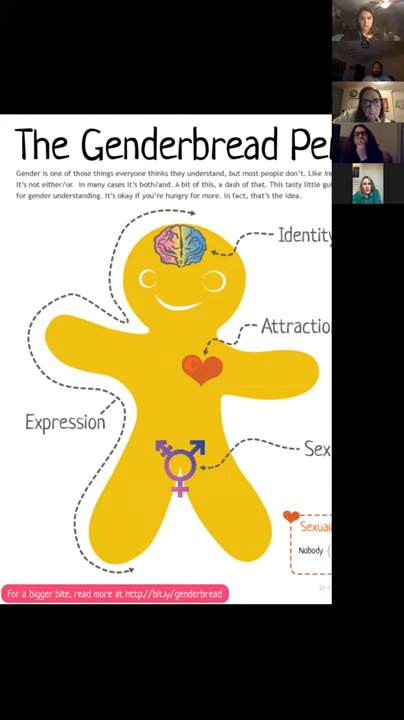 The Genderbread Pe
Gender is one of those things everyone thinks they understand, but most people don't. Like
It's not either/or. In many cases it's both/and. A bit of this, a dash of that. This tasty little
for gender understanding. It's okay if you're hungry for more. In fact, that's the idea.
Identity
Attractio
Expression
Sex
Sexual
Nobody
For a bigger bite, read more at http://bit.ly/genderbread